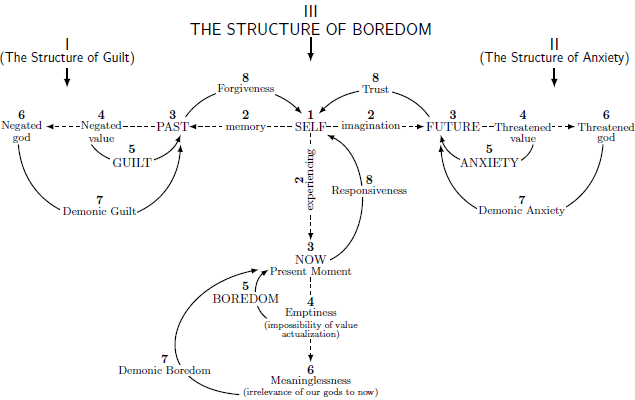 III
THE STRUCTURE OF BOREDOM
I
(The Structure of Guilt)
II
(The Structure of Anxiety)
8
Forgiveness
8
Trust
6
Negated
god
4
Negated
value
3
PAST
2
memory
1
SELF
2
imagination
3
FUTURE
4
Threatened
value
6
Threatened
god
5
GUILT
5
ANXIETY
7
Demonic Guilt
2
experiencing
8
Responsiveness
7
Demonic Anxiety
3
NOW
Present Moment
5
BOREDOM
4
Emptiness
(impossibility of value
actualization)
7
Demonic Boredom
6
Meaninglessness
(irrelevance of our gods to now)